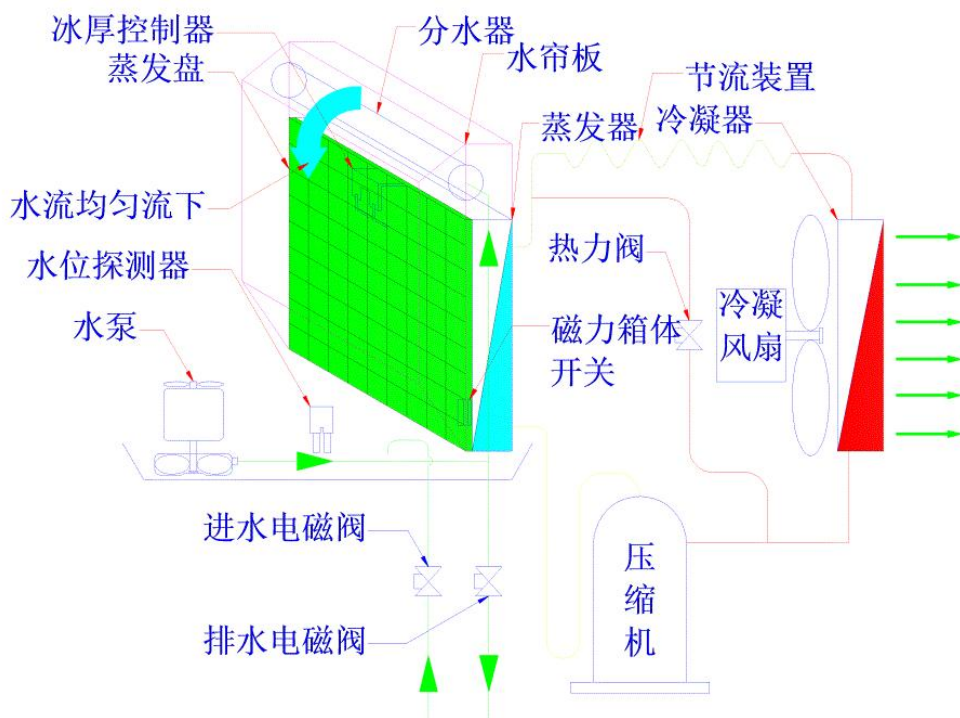 冰厚控制器
分水器
蒸发盘
水帘板
节流装置
蒸发器
冷凝器
水流均匀流下
水位探测器
热力阀
水泵
冷凝
风扇
磁力箱体
开关
进水电磁阀
压
缩
机
排水电磁阀